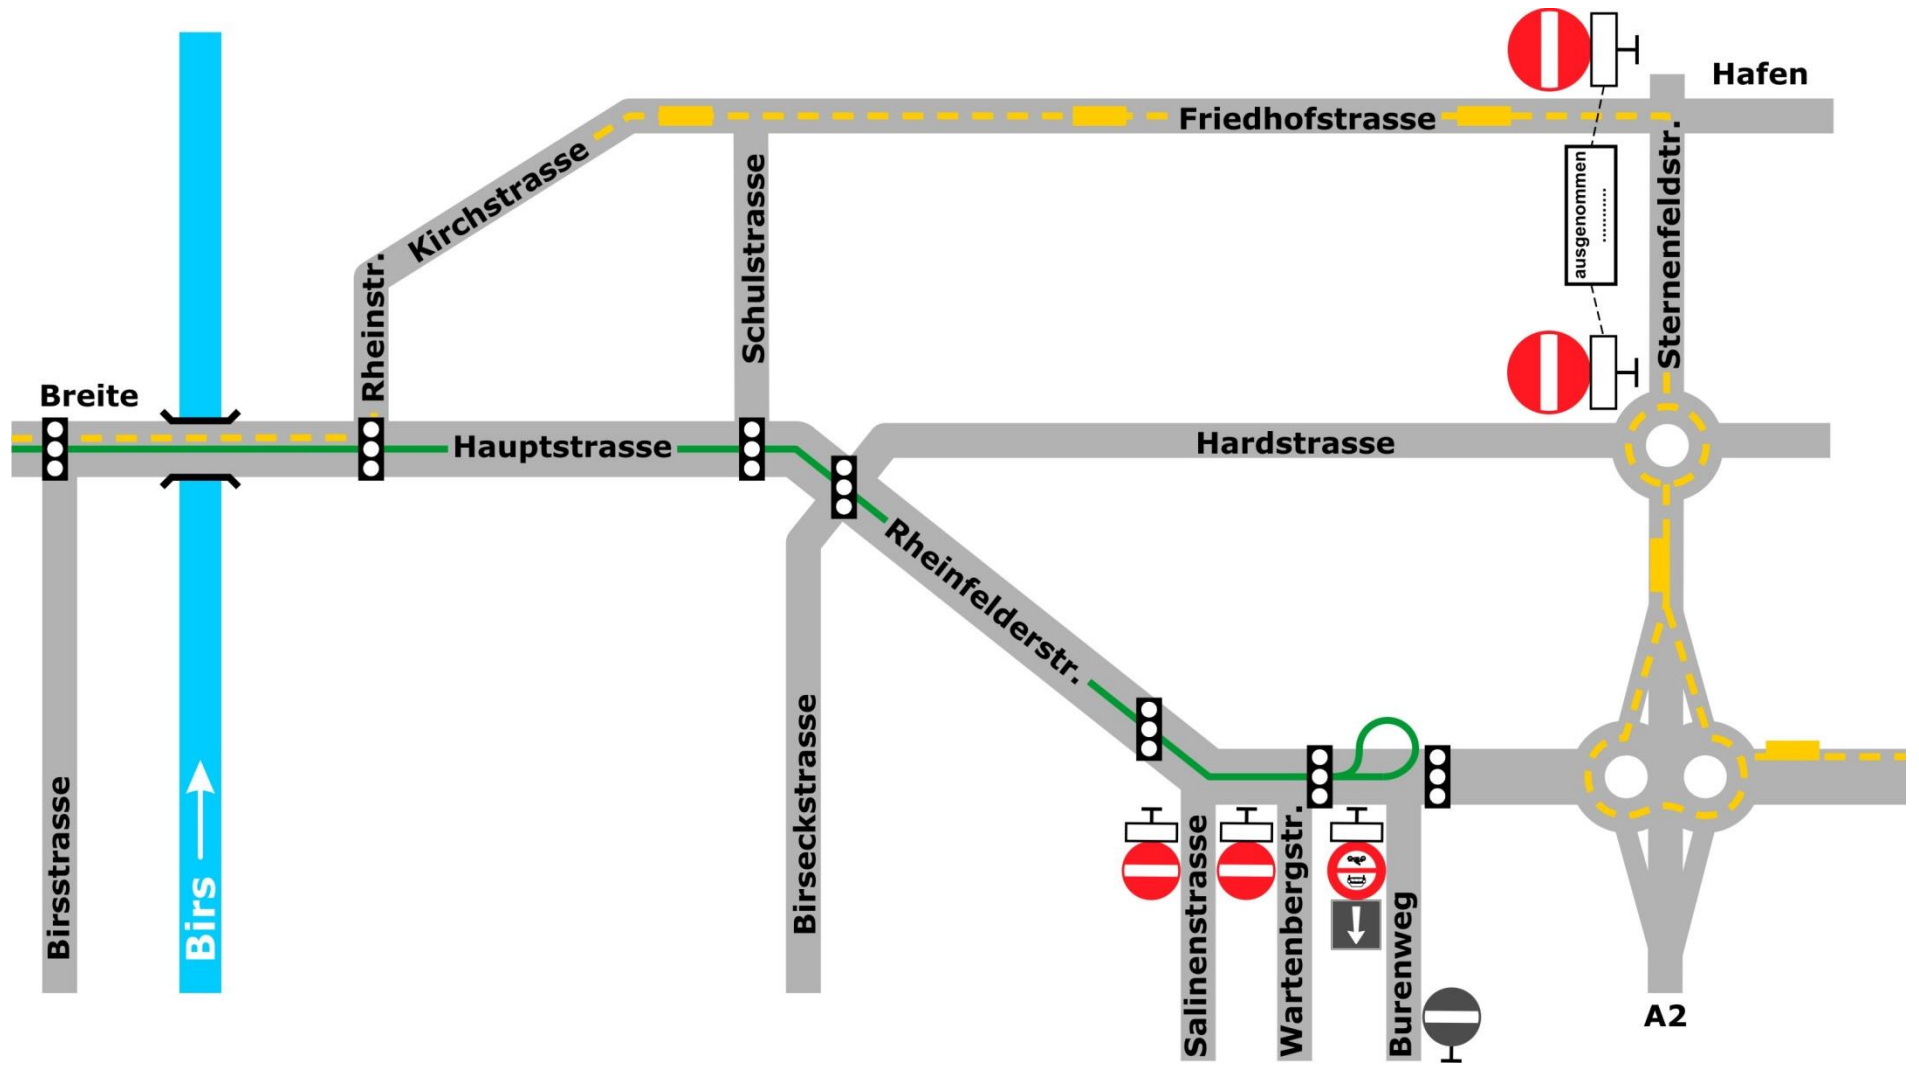 Hafen
Friedhofstrasse
Kirchstrasse
Schulstrasse
ausgenommen
............
Sternenfeldstr.
Rheinstr.
Breite
Hauptstrasse
Hardstrasse
Rheinfelderstr.
Birsstrasse
Birs
Birseckstrasse
Salinenstrasse
Wartenbergstr.
Burenweg
A2